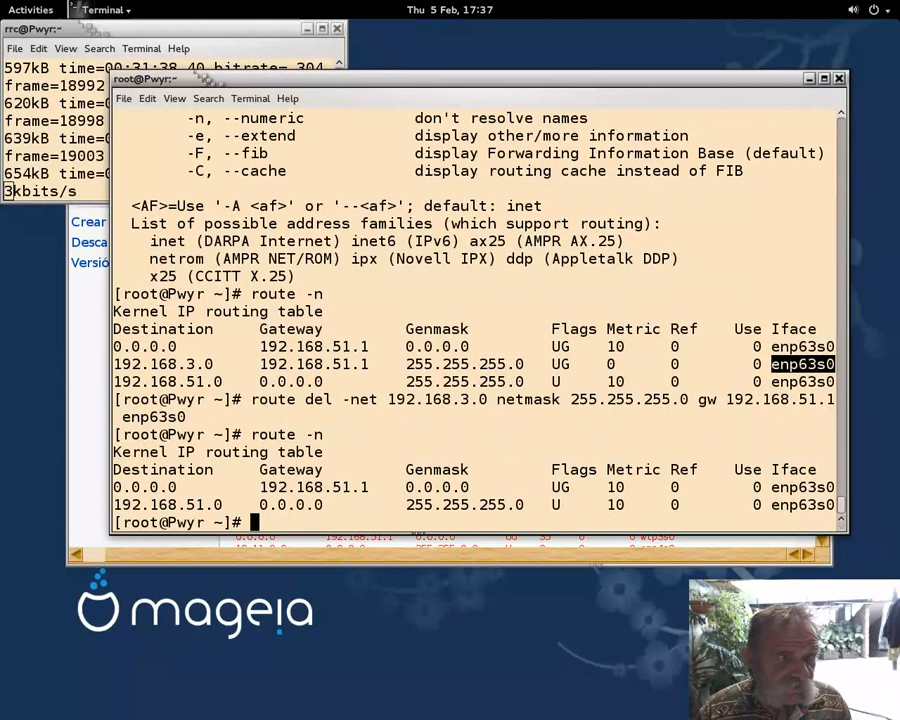 Activities
Terminal
Thu 5 Feb, 17:37
rrc@Pwyr:~
File Edit View Search Terminal Help
597kB time=00:31:38.40 bitrate= 304
frame=18992
620kB time=0
frame=18998
639kB time=0
frame=19003
654kB time=0
3kbits/s
Crear
Desca
Versió
root@Pwyr:~
File Edit View Search Terminal Help
-n, --numeric don't resolve names
-e, --extend display other/more information
-F, --fib display Forwarding Information Base (default)
-C, --cache display routing cache instead of FIB
<AF>=Use '-A <af>' or '--<af>'; default: inet
List of possible address families (which support routing):
inet (DARPA Internet) inet6 (IPv6) ax25 (AMPR AX.25)
netrom (AMPR NET/ROM) ipx (Novell IPX) ddp (Appletalk DDP)
x25 (CCITT X.25)
[root@Pwyr ~]# route -n
Kernel IP routing table
Destination Gateway Genmask Flags Metric Ref Use Iface
0.0.0.0 192.168.51.1 0.0.0.0 UG 10 0 0 enp63s0
192.168.3.0 192.168.51.1 255.255.255.0 UG 0 0 0 enp63s0
192.168.51.0 0.0.0.0 255.255.255.0 U 10 0 0 enp63s0
[root@Pwyr ~]# route del -net 192.168.3.0 netmask 255.255.255.0 gw 192.168.51.1
enp63s0
[root@Pwyr ~]# route -n
Kernel IP routing table
Destination Gateway Genmask Flags Metric Ref Use Iface
0.0.0.0 192.168.51.1 0.0.0.0 UG 10 0 0 enp63s0
192.168.51.0 0.0.0.0 255.255.255.0 U 10 0 0 enp63s0
[root@Pwyr ~]#
mageia